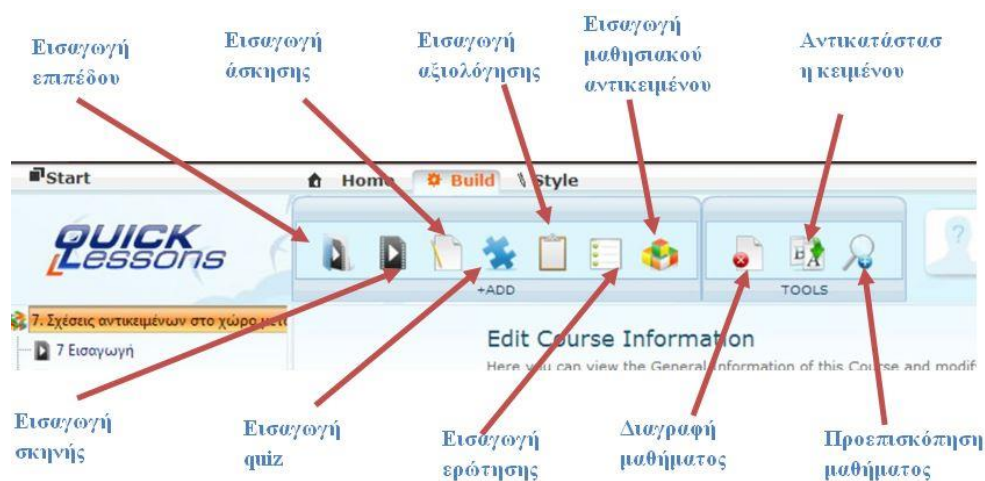 Εισαγωγή
επιπέδου
Εισαγωγή
άσκησης
Εισαγωγή
αξιολόγησης
Εισαγωγή
μαθησιακού
αντικειμένου
Αντικατάστασ
η κειμένου
Start
Home
Build
Style
QUICK
Lessons
+ADD
TOOLS
7. Σχέσεις αντικειμένων στο χώρο
7 Εισαγωγή
Edit Course Information
Here you can view the General Information of this Course and
Εισαγωγή
σκηνής
Εισαγωγή
quiz
Εισαγωγή
ερώτησης
Διαγραφή
μαθήματος
Προεπισκόπηση
μαθήματος